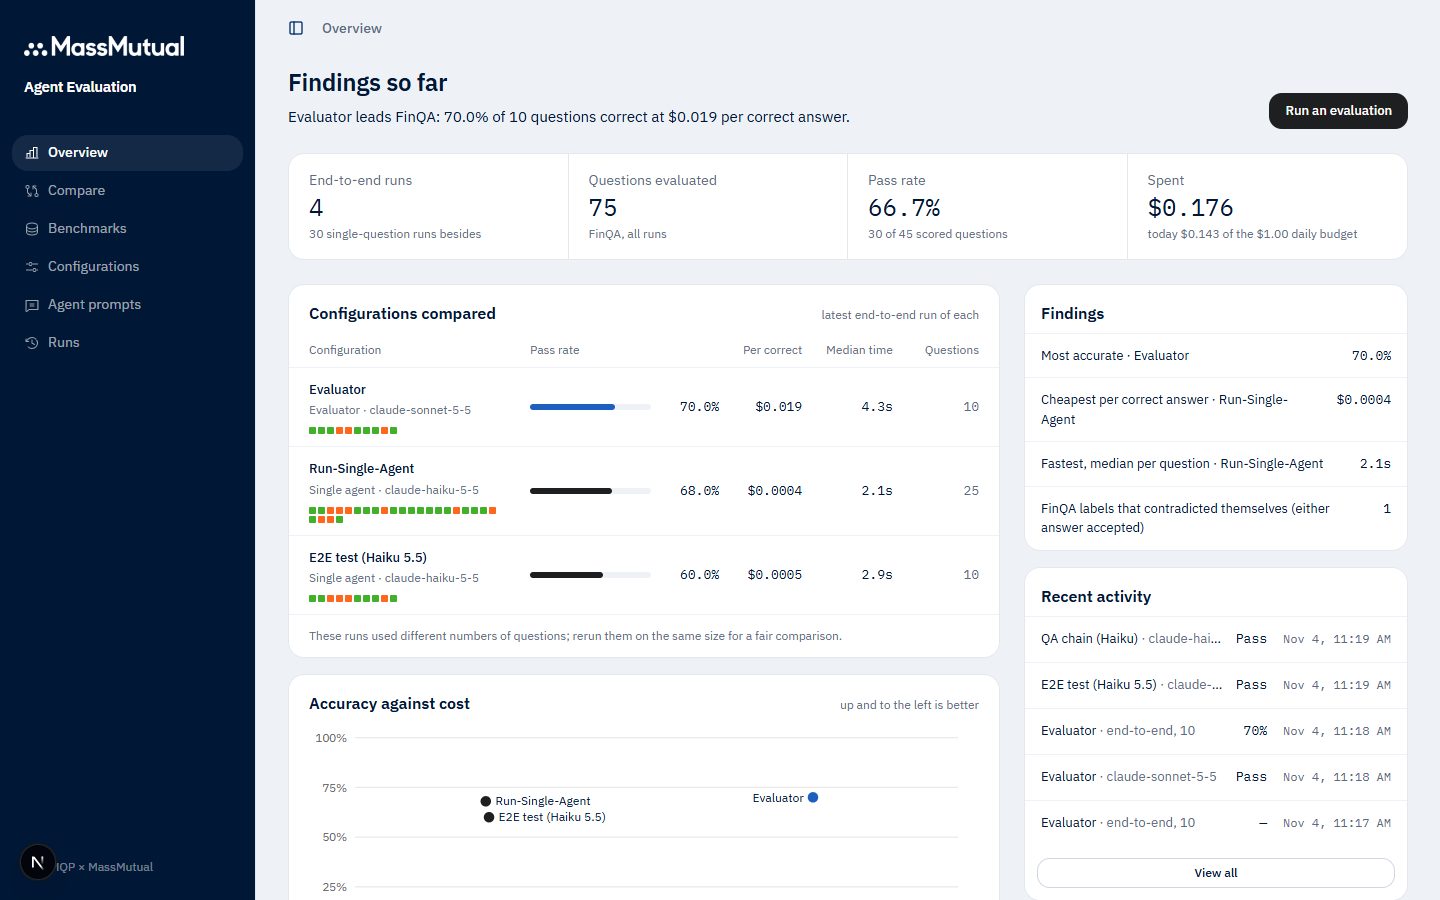 MassMutual
Agent Evaluation
Overview
Compare
Benchmarks
Configurations
Agent prompts
Runs
N
IQP × MassMutual
Overview
Findings so far
Evaluator leads FinQA: 70.0% of 10 questions correct at $0.019 per correct answer.
Run an evaluation
End-to-end runs
4
30 single-question runs besides
Questions evaluated
75
FinQA, all runs
Pass rate
66.7%
30 of 45 scored questions
Spent
$0.176
today $0.143 of the $1.00 daily budget
Configurations compared
latest end-to-end run of each
Configuration Pass rate Per correct Median time Questions
Evaluator
Evaluator · claude-sonnet-5-5
70.0% $0.019 4.3s 10
Run-Single-Agent
Single agent · claude-haiku-5-5
68.0% $0.0004 2.1s 25
E2E test (Haiku 5.5)
Single agent · claude-haiku-5-5
60.0% $0.0005 2.9s 10
These runs used different numbers of questions; rerun them on the same size for a fair comparison.
Accuracy against cost
up and to the left is better
100%
75%
Run-Single-Agent
E2E test (Haiku 5.5)
Evaluator
50%
25%
Findings
Most accurate · Evaluator 70.0%
Cheapest per correct answer · Run-Single- $0.0004
Agent
Fastest, median per question · Run-Single-Agent 2.1s
FinQA labels that contradicted themselves (either 1
answer accepted)
Recent activity
QA chain (Haiku) · claude-hai... Pass Nov 4, 11:19 AM
E2E test (Haiku 5.5) · claude-... Pass Nov 4, 11:19 AM
Evaluator · end-to-end, 10 70% Nov 4, 11:18 AM
Evaluator · claude-sonnet-5-5 Pass Nov 4, 11:18 AM
Evaluator · end-to-end, 10 — Nov 4, 11:17 AM
View all